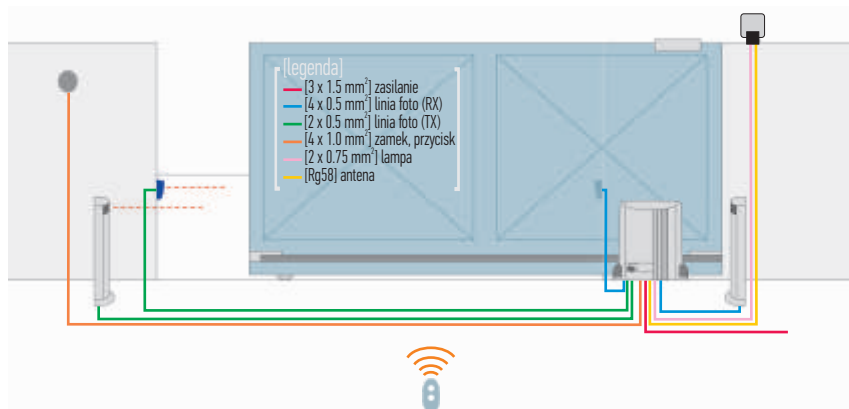 [legenda]
[3 x 1.5 mm²] zasilanie
[4 x 0.5 mm²] linia foto (RX)
[2 x 0.5 mm²] linia foto (TX)
[4 x 1.0 mm²] zamek, przycisk
[2 x 0.75 mm²] lampa
[Rg58] antena